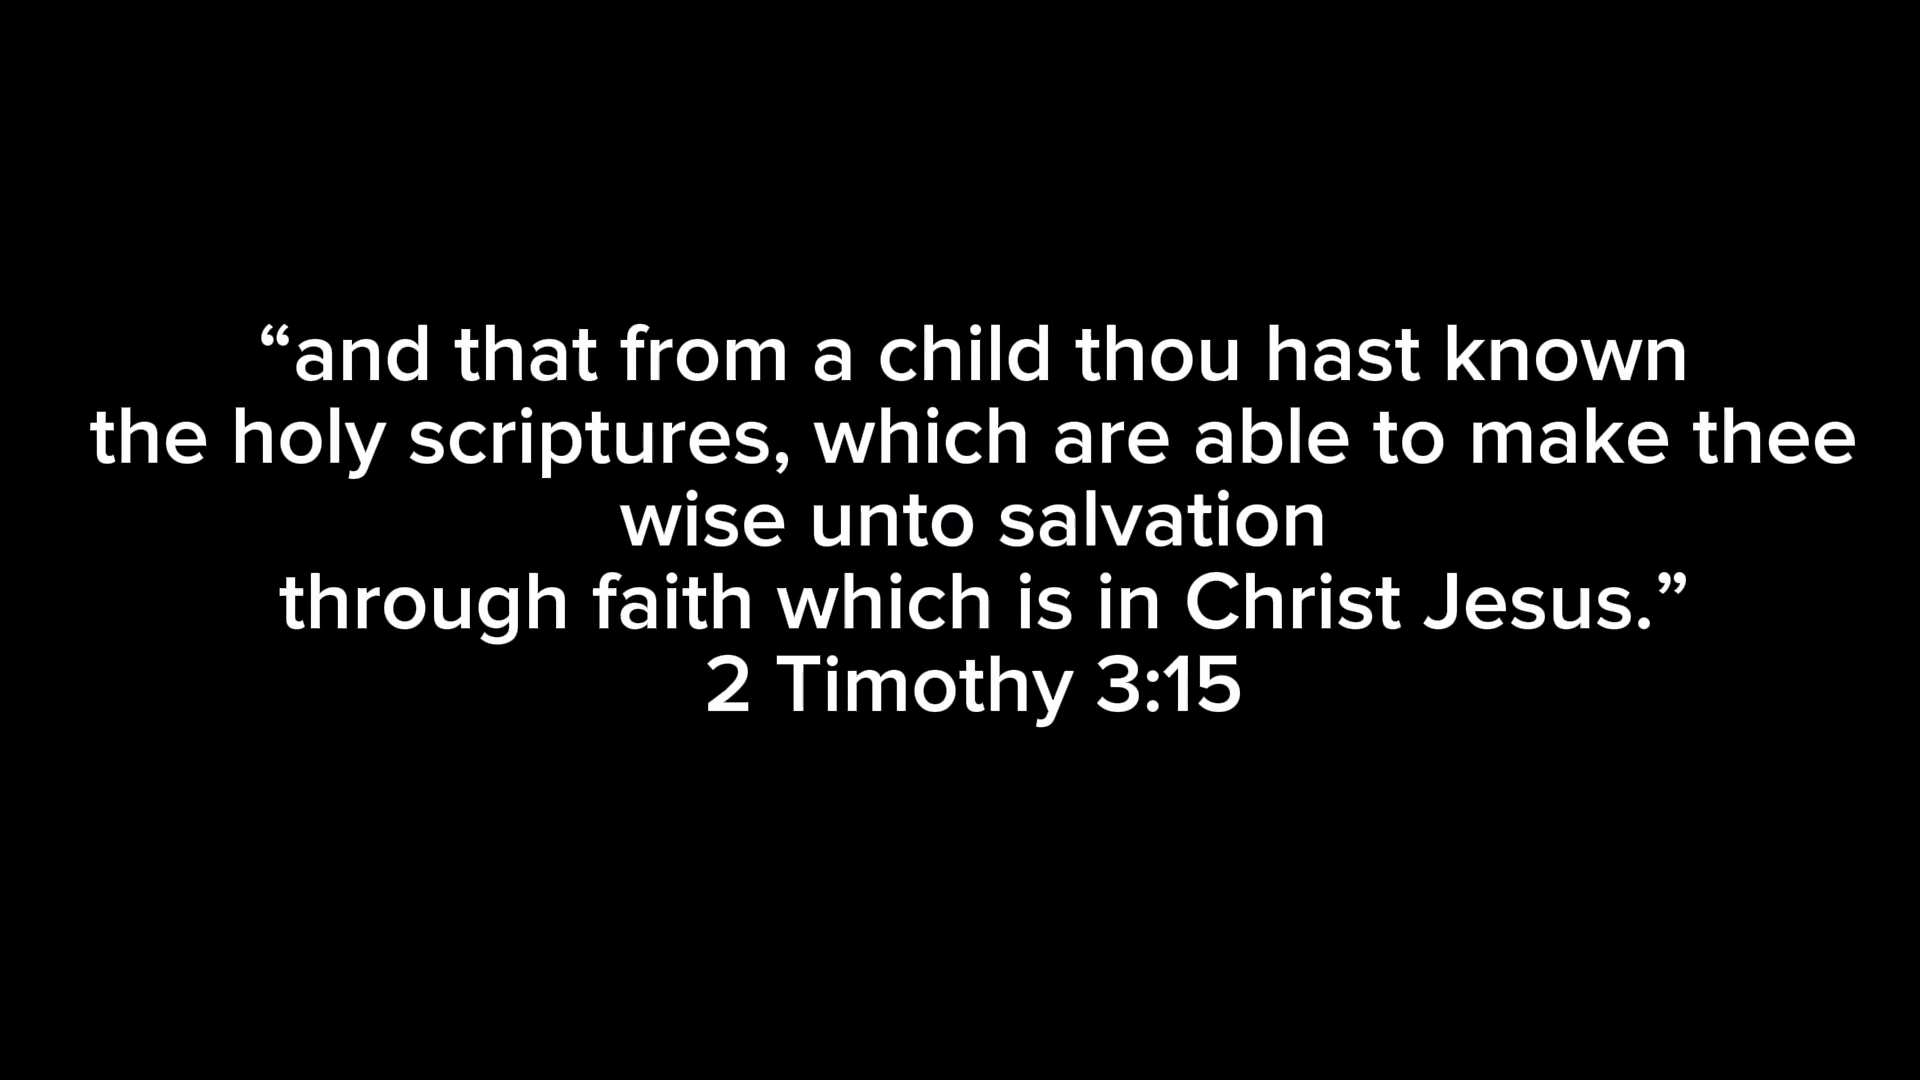 “and that from a child thou hast known
the holy scriptures, which are able to make thee
wise unto salvation
through faith which is in Christ Jesus.”
2 Timothy 3:15